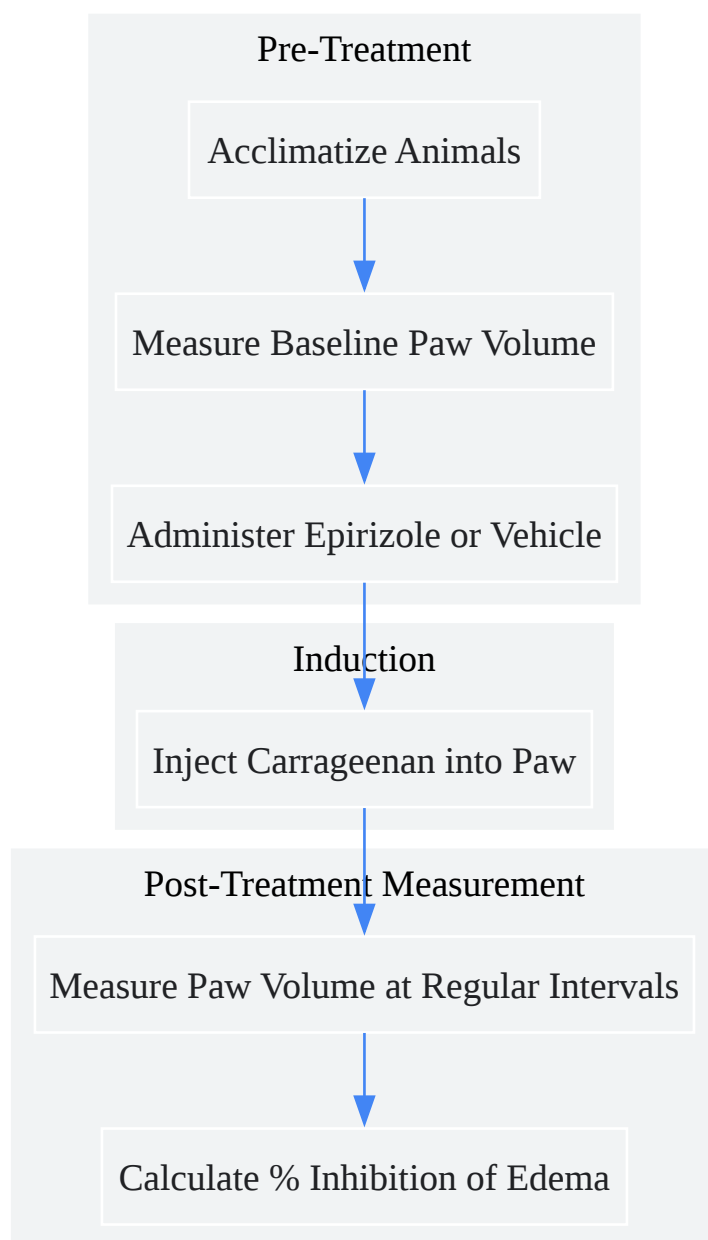 Pre-Treatment
Acclimatize Animals
Measure Baseline Paw Volume
Administer Epirizole or Vehicle
Induction
Inject Carrageenan into Paw
Post-Treatment Measurement
Measure Paw Volume at Regular Intervals
Calculate % Inhibition of Edema